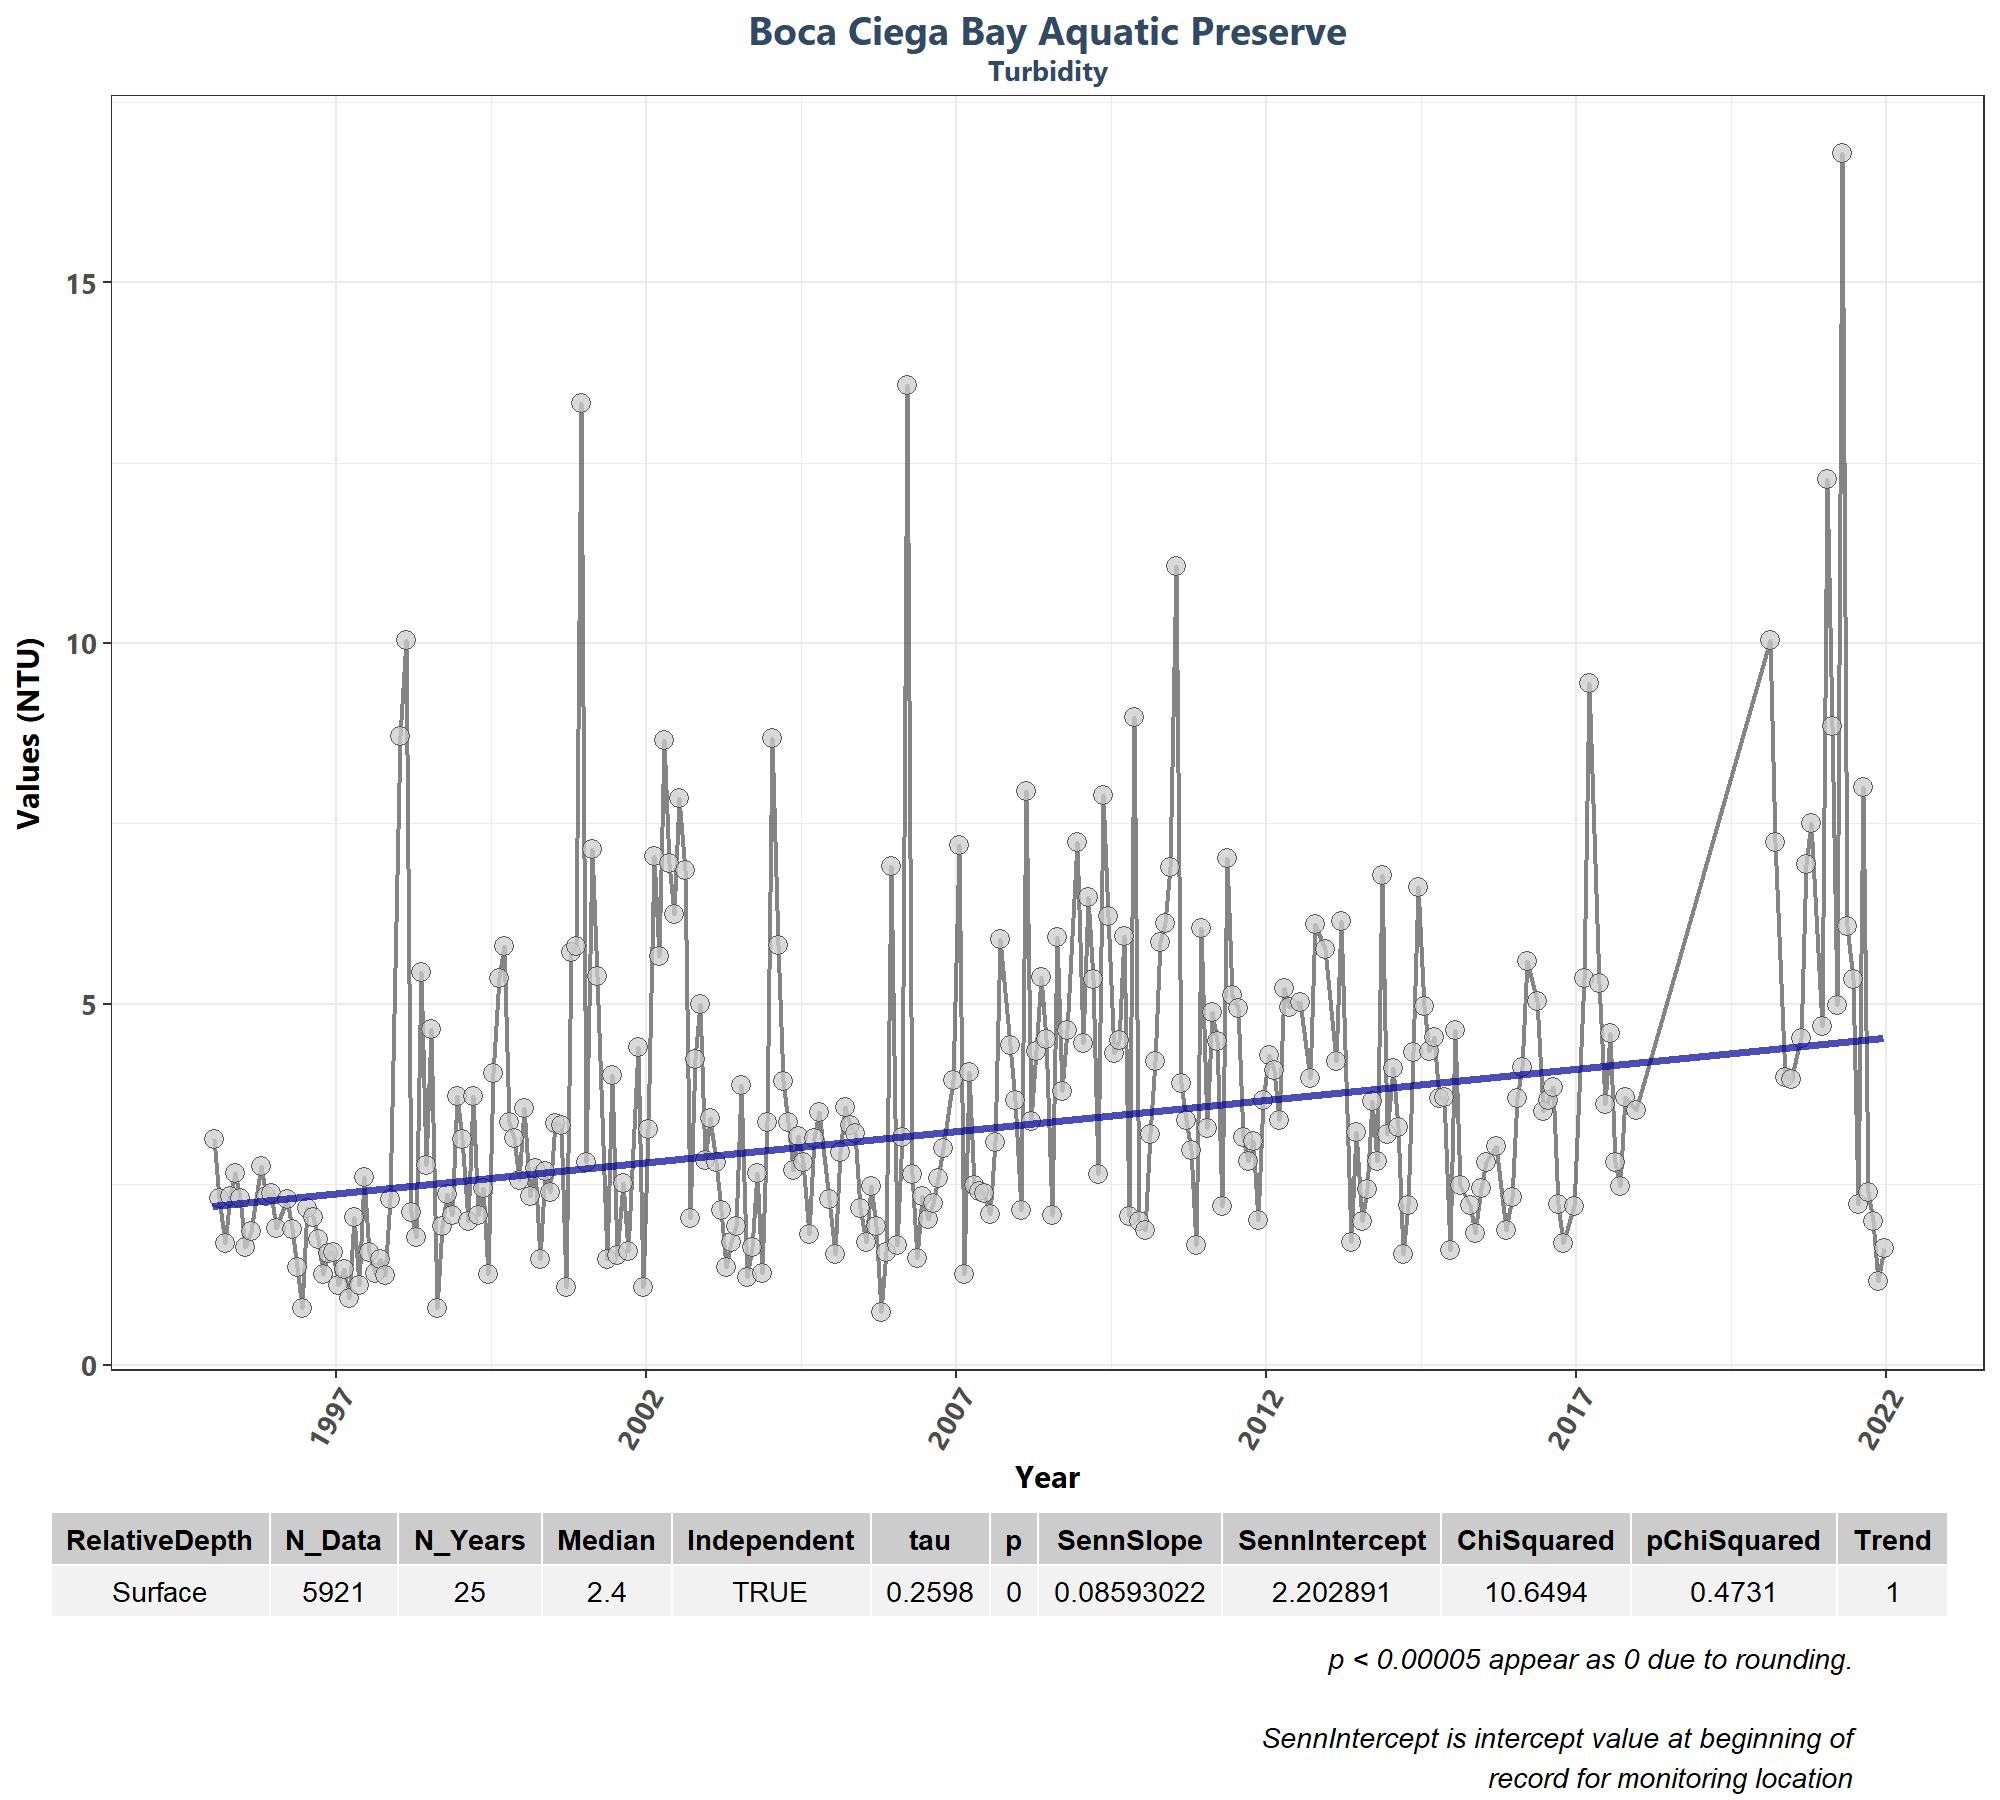 Boca Ciega Bay Aquatic Preserve
Turbidity
Values (NTU)
15
10
5
0
1997 2002 2007 2012 2017 2022
Year
RelativeDepth N_Data N_Years Median Independent tau p SennSlope SennIntercept ChiSquared pChiSquared Trend
Surface 5921 25 2.4 TRUE 0.2598 0 0.08593022 2.202891 10.6494 0.4731 1
p < 0.00005 appear as 0 due to rounding.
SennIntercept is intercept value at beginning of
record for monitoring location